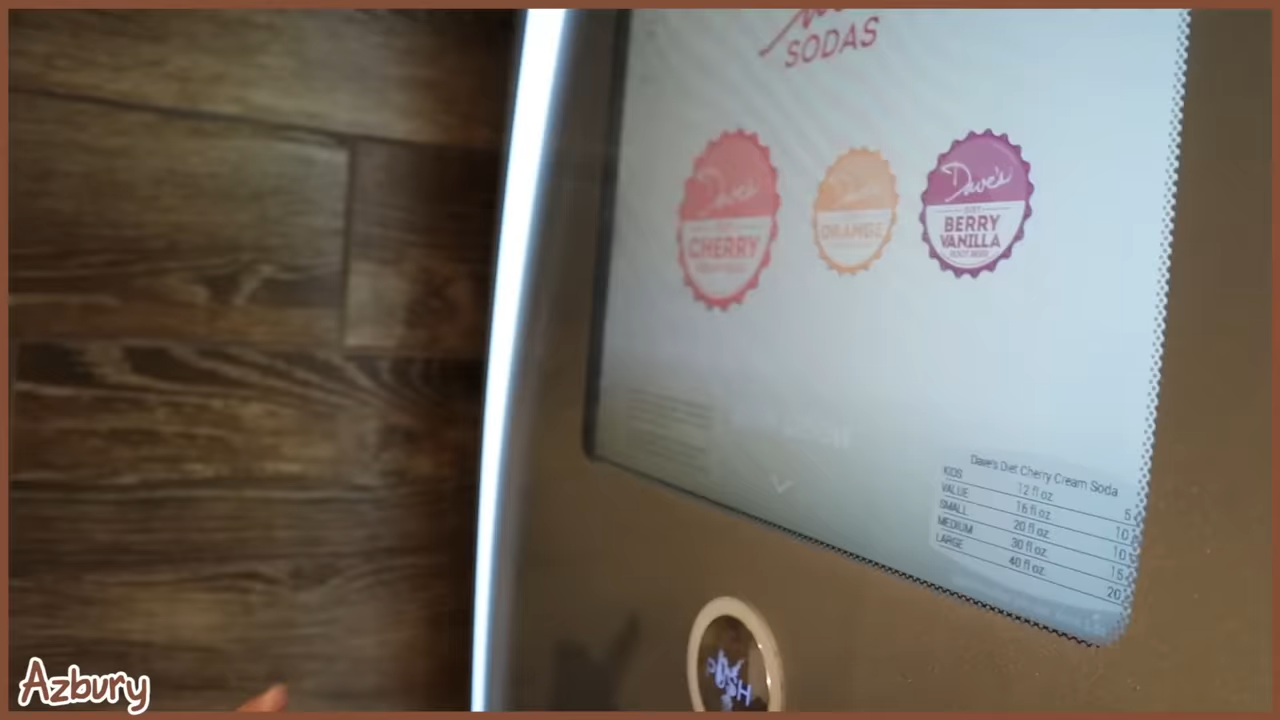 SODAS
Dave's
CHERRY
Dave's
ORANGE
Dave's
DIET
BERRY
VANILLA
ROOT BEER
Dave's Diet Cherry Cream Soda
KIDS 12 fl oz 5
VALUE 16 fl oz 10
SMALL 20 fl oz 10
MEDIUM 30 fl oz 15
LARGE 40 fl oz 20
PUSH
Azbury